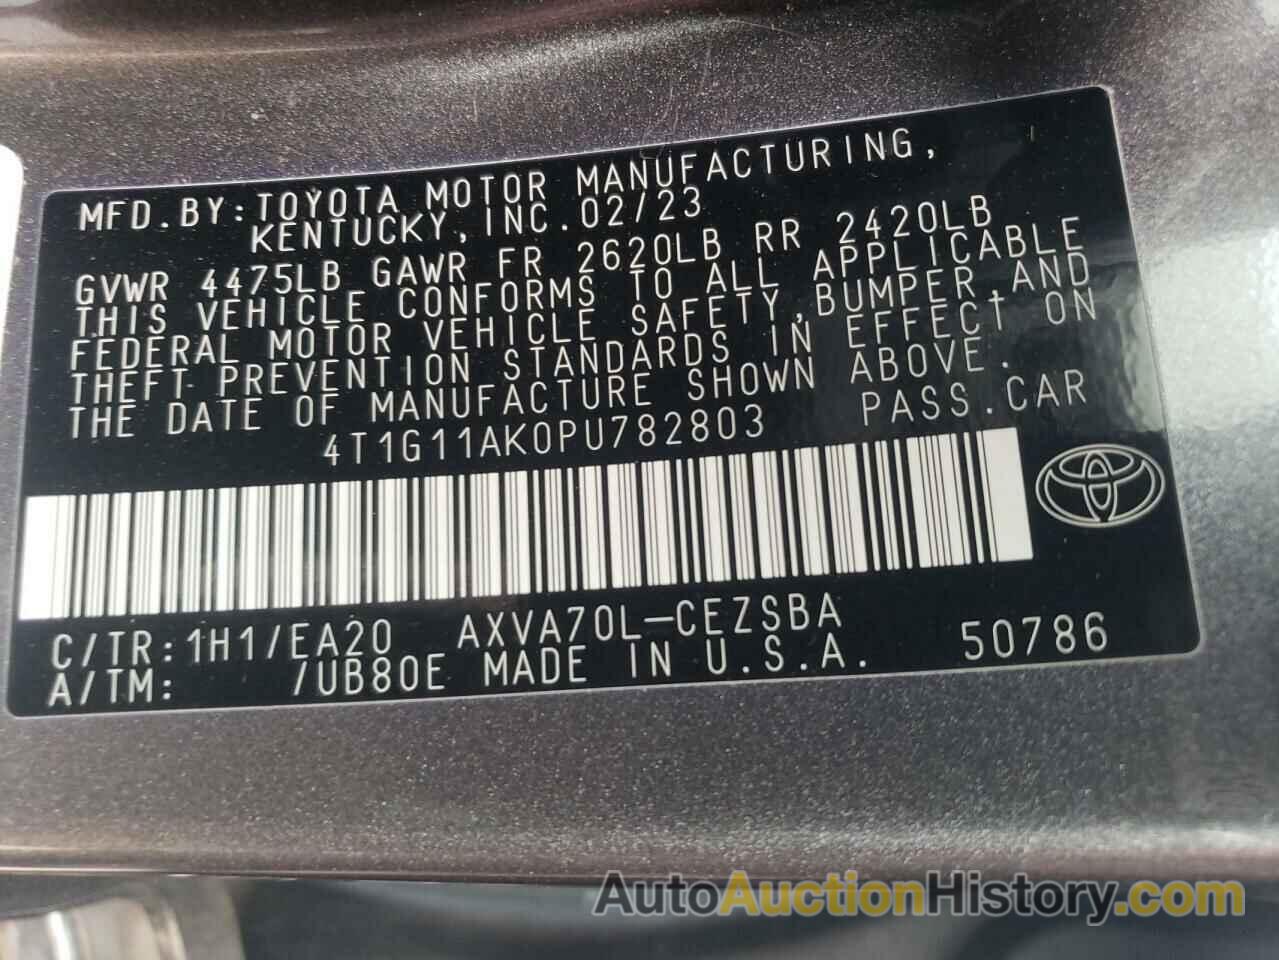 MFD.BY:TOYOTA MOTOR MANUFACTURING,
KENTUCKY,INC.02/23
GVWR 4475LB GAWR FR 2620LB RR 2420LB
THIS VEHICLE CONFORMS TO ALL APPLICABLE
FEDERAL MOTOR VEHICLE SAFETY,BUMPER,AND
THEFT PREVENTION STANDARDS IN EFFECT ON
THE DATE OF MANUFACTURE SHOWN ABOVE.
4T1G11AK0PU782803 PASS.CAR
C/TR:1H1/EA20 AXVA70L-CEZSBA 50786
A/TM: /UB80E MADE IN U.S.A.
AutoAuctionHistory.com